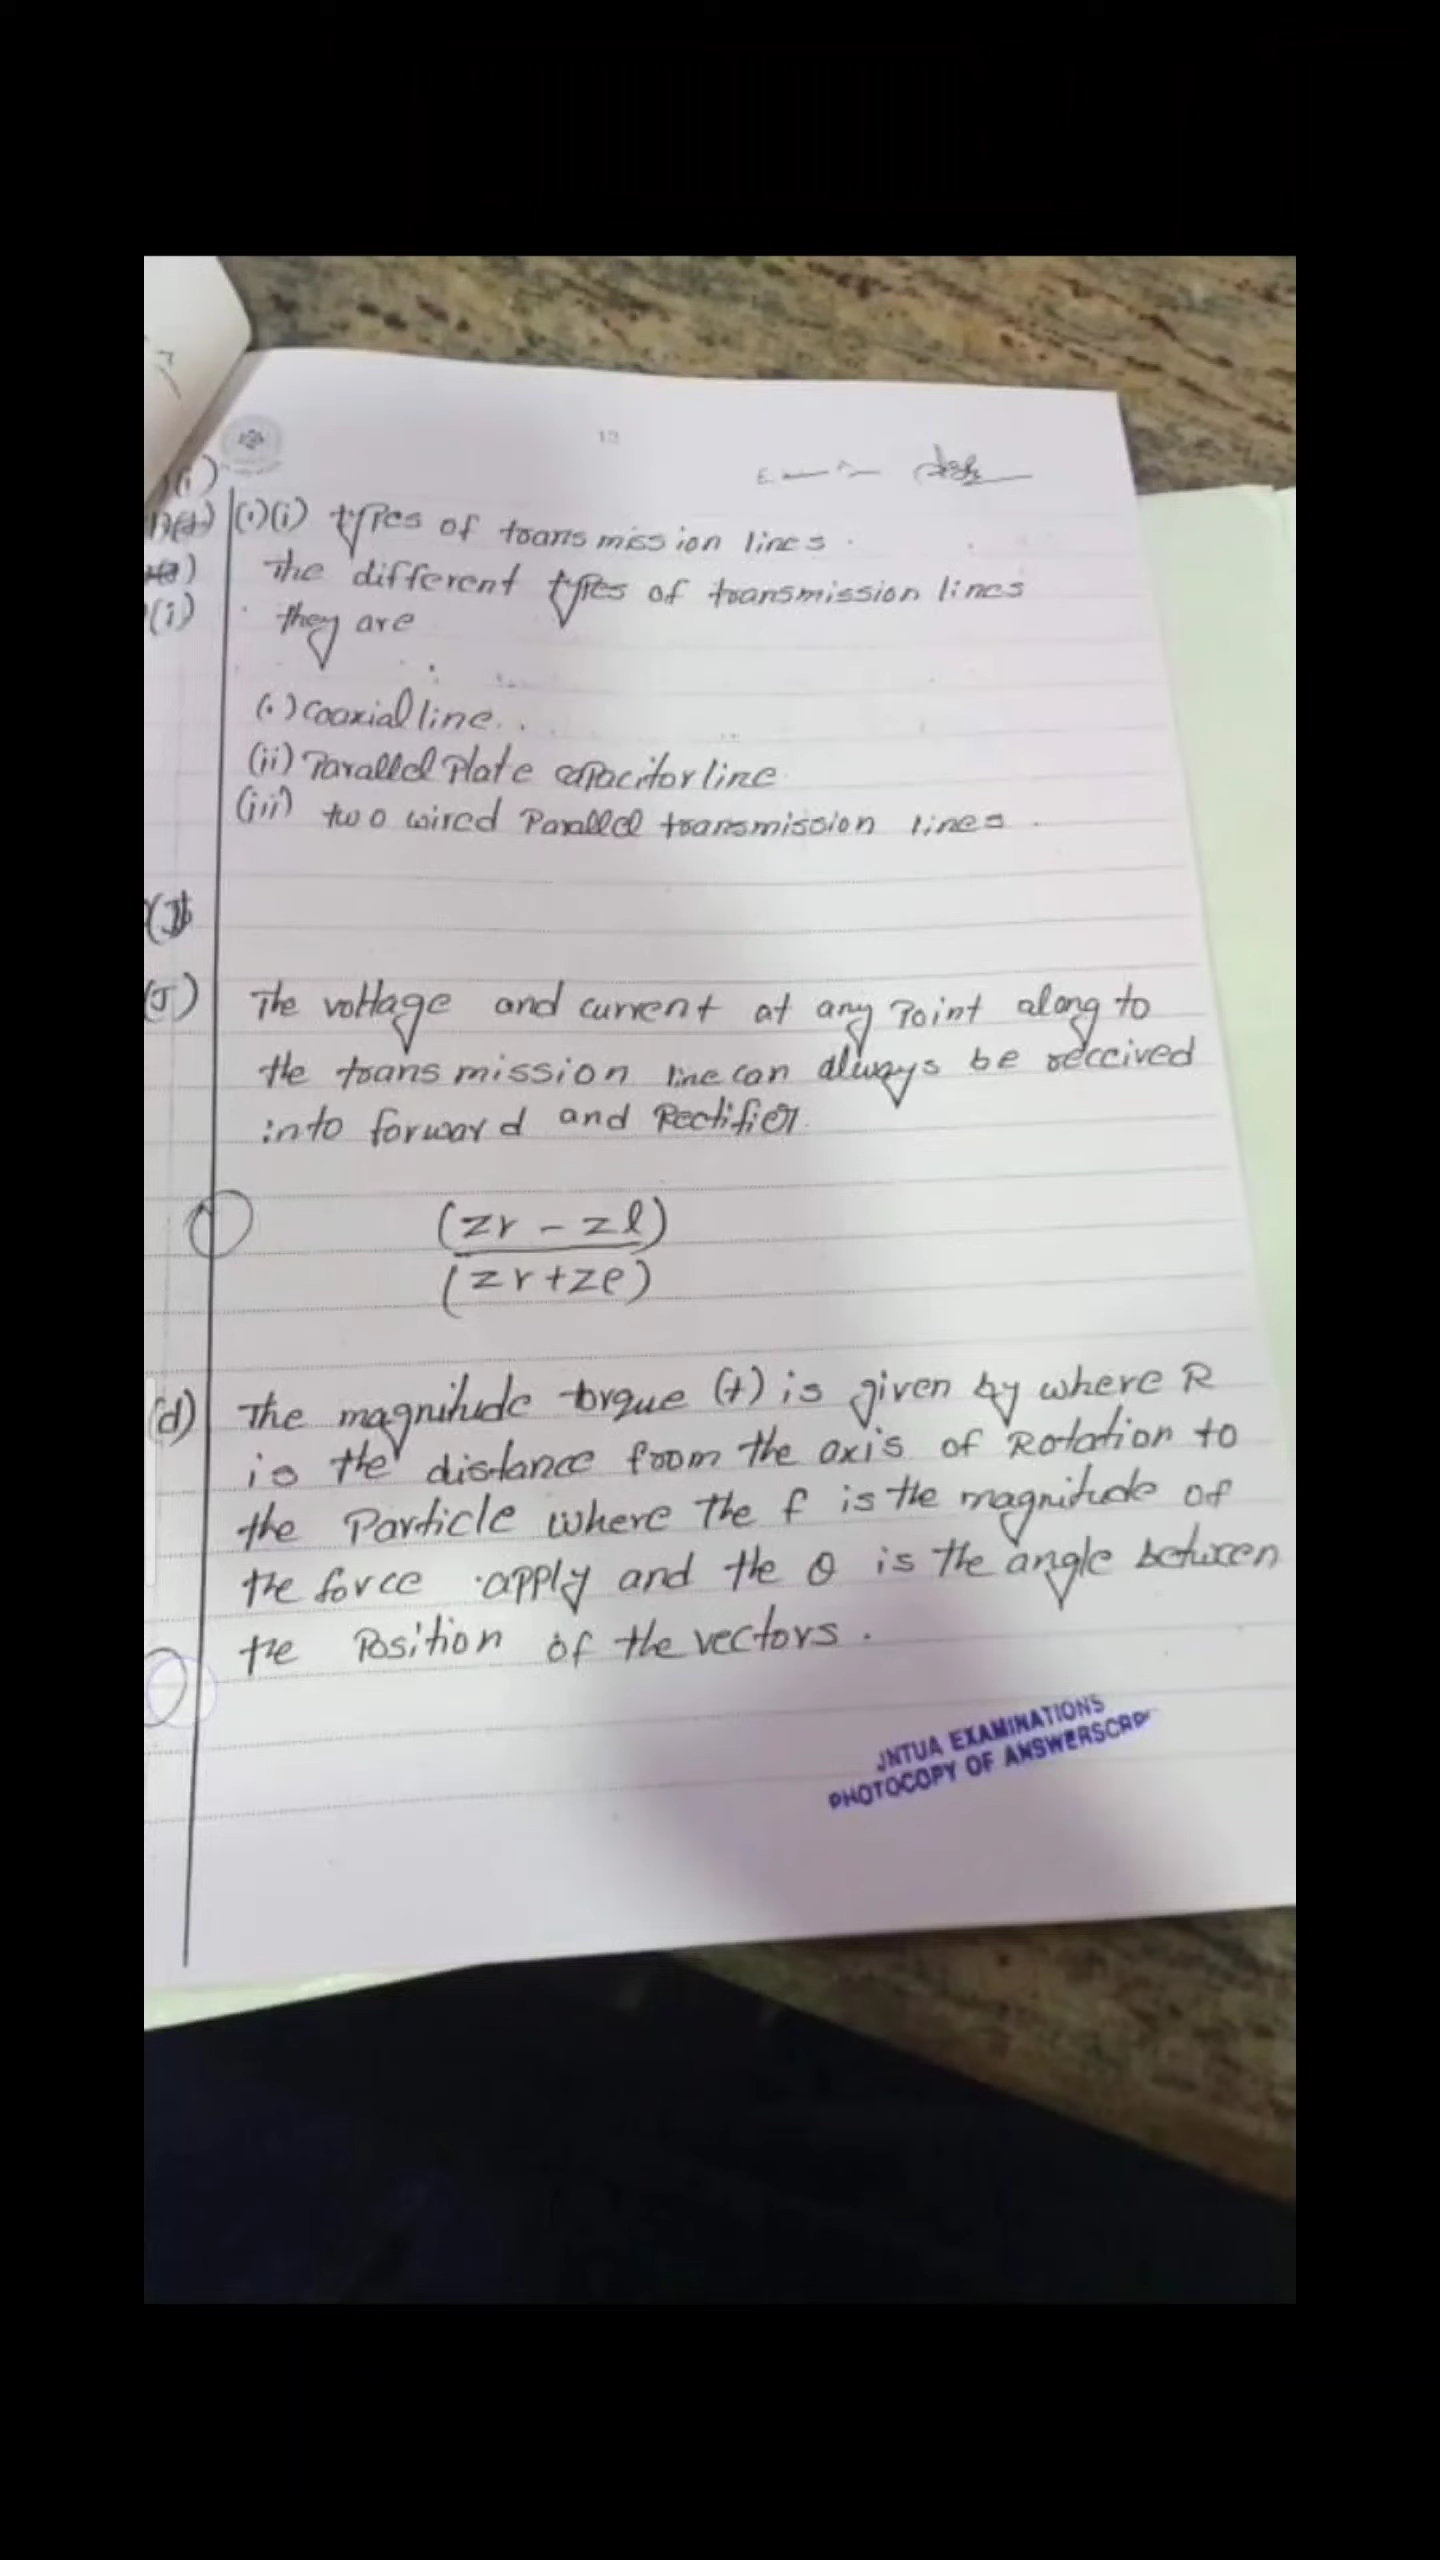 12
(i)
(i)(i) types of transmission lines.
The different types of transmission lines
(i) they are
(i) coaxial line.
(ii) Parallel Plate capacitor line
(iii) two wired Parallel transmission lines.
(J) The voltage and current at any Point along to
the transmission line can always be received
into forward and Rectifier.
(zr - zl)
(zr + ze)
(d) The magnitude torque (t) is given by where R
is the distance from the axis of Rotation to
the Particle where the f is the magnitude of
the force apply and the θ is the angle between
the Position of the vectors.
JNTUA EXAMINATIONS
PHOTOCOPY OF ANSWERSCRP